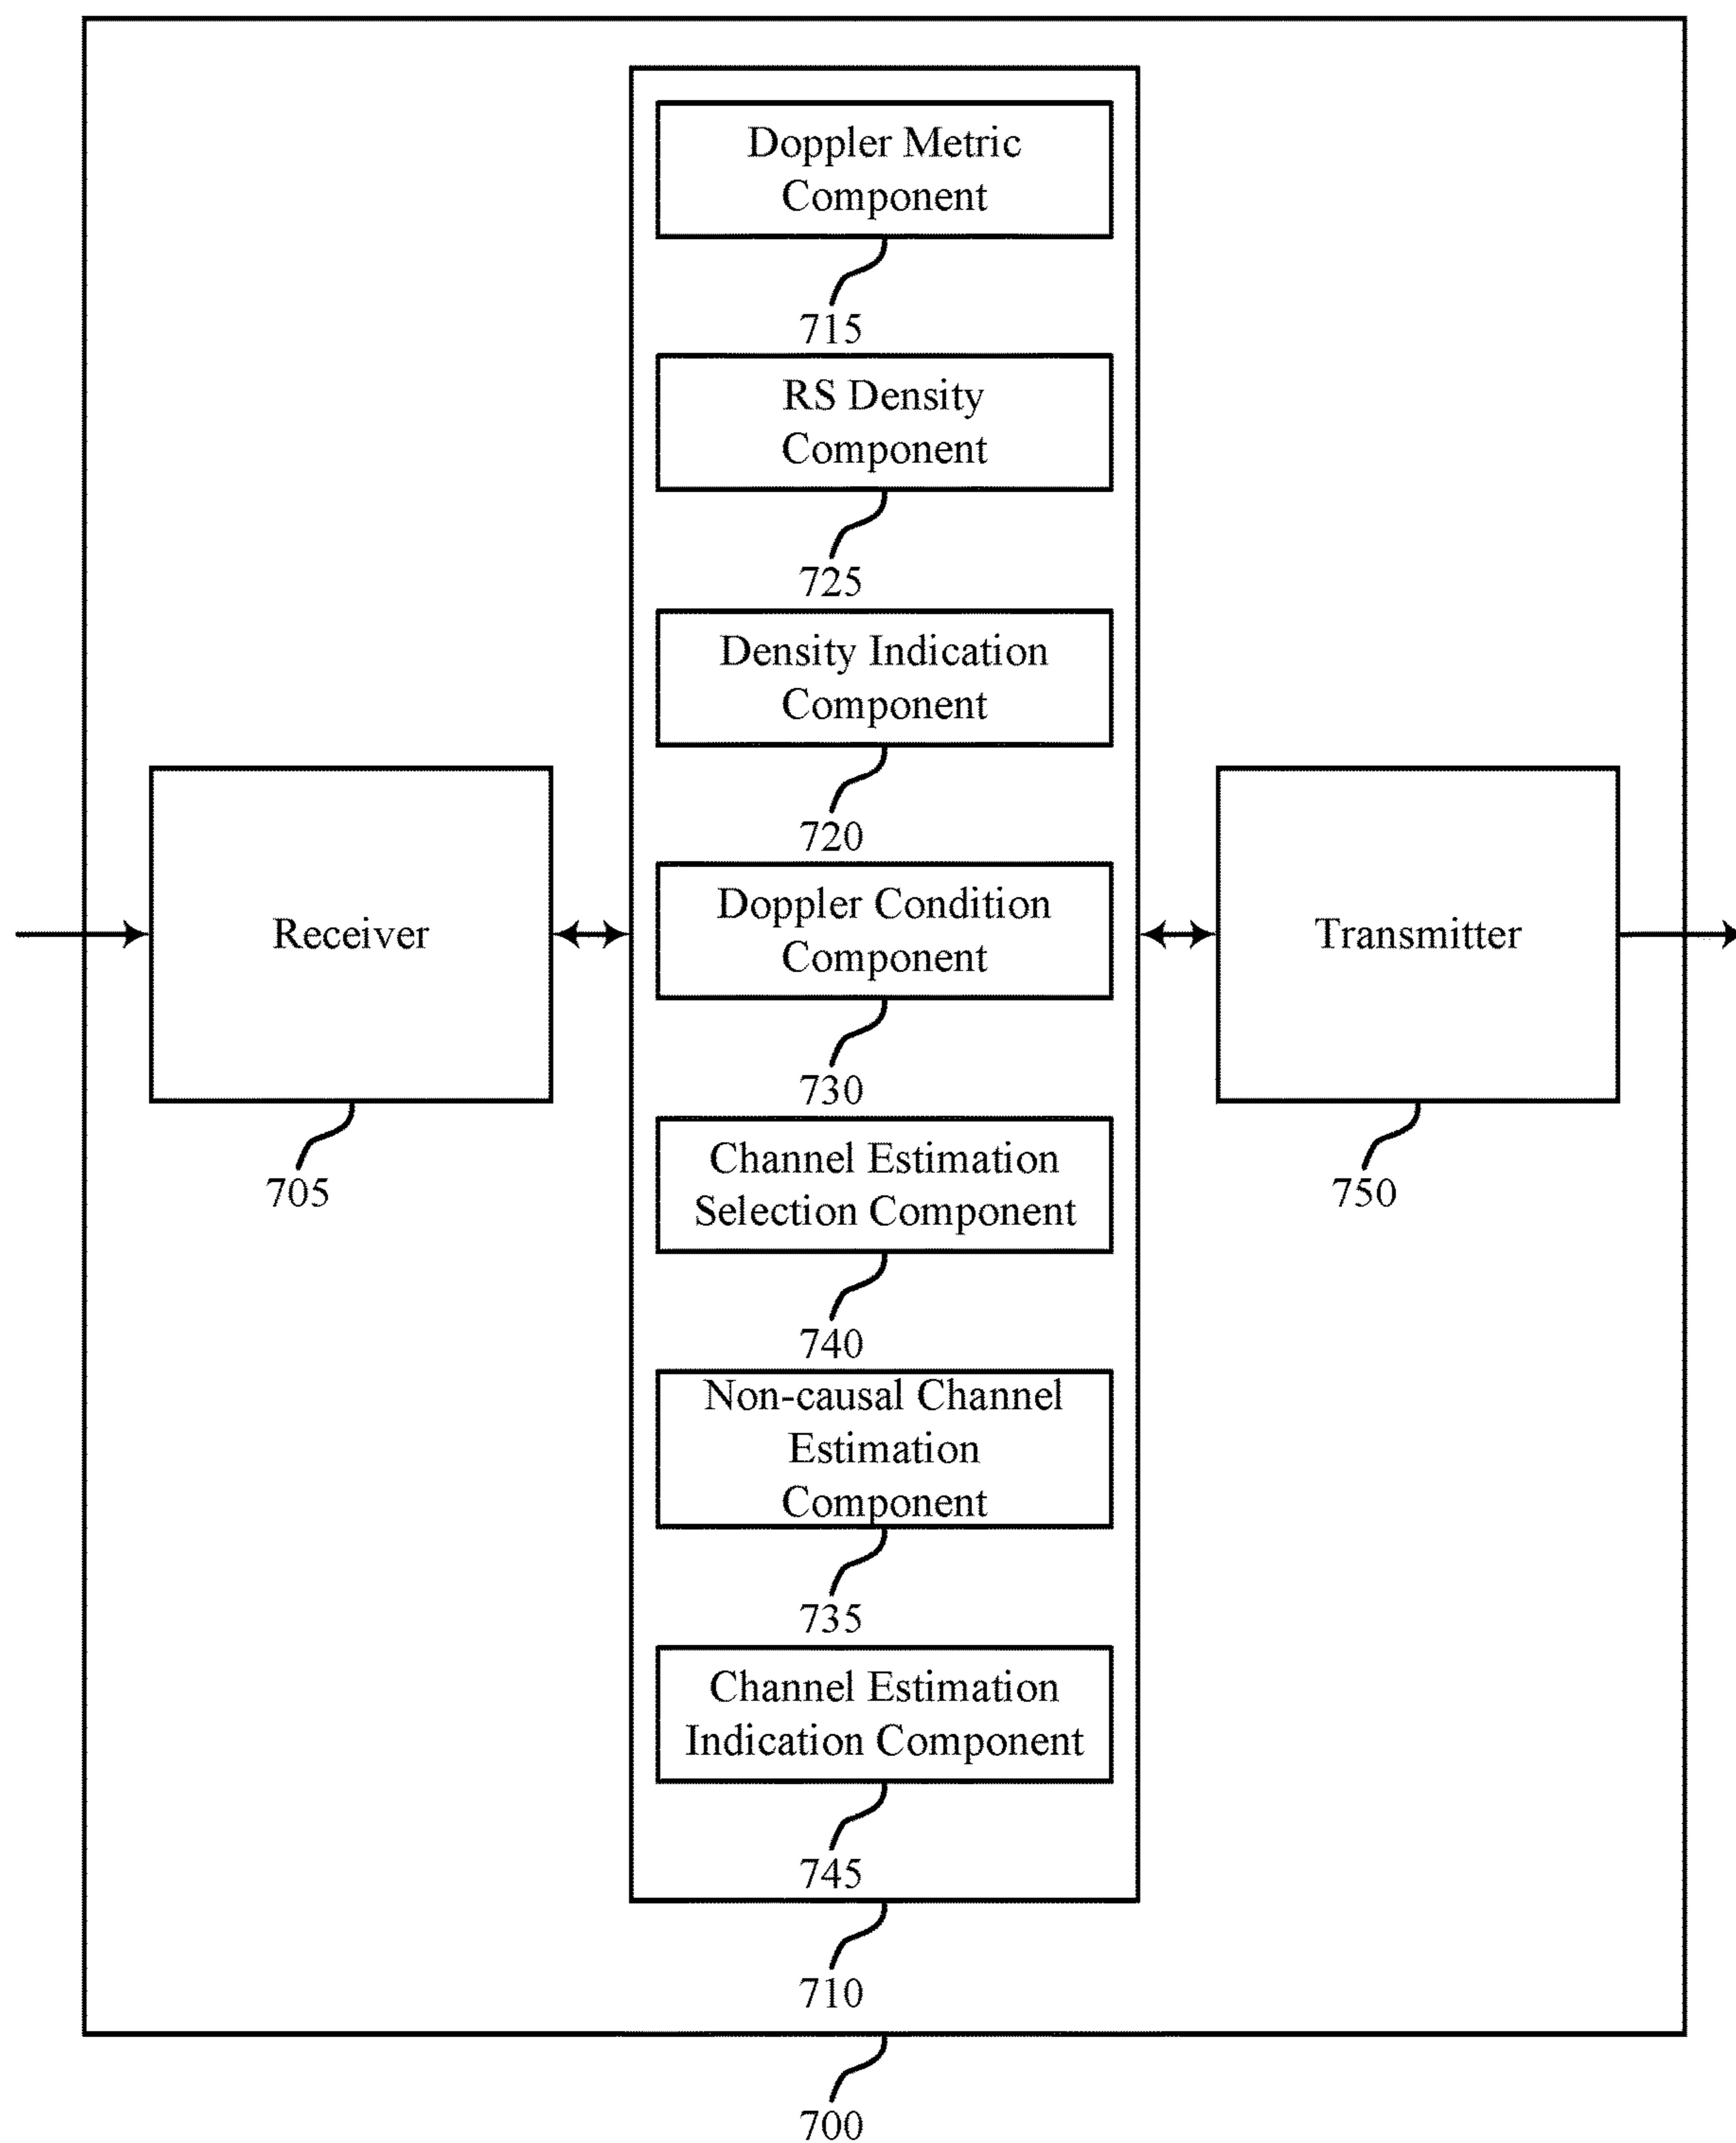 Doppler Metric
Component
715
RS Density
Component
725
Density Indication
Component
720
Doppler Condition
Component
730
Receiver
705
Transmitter
750
Channel Estimation
Selection Component
740
Non-causal Channel
Estimation
Component
735
Channel Estimation
Indication Component
745
710
700